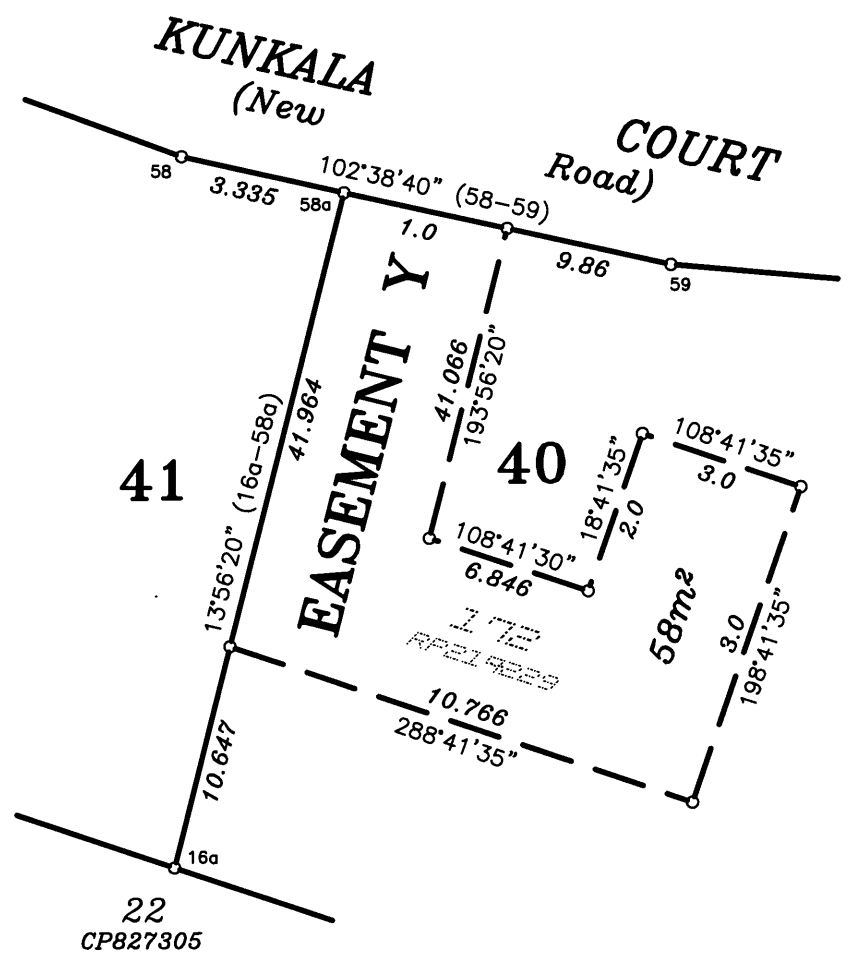 KUNKALA
(New
COURT
Road)
58
3.335
58a
102°38'40" (58-59)
1.0
9.86
59
EASEMENT Y
41.066
193°56'20"
41.964
13°56'20" (16a-58a)
41
40
18°41'35"
2.0
108°41'35"
3.0
108°41'30"
6.846
58m²
3.0
198°41'35"
172
RP219229
10.766
288°41'35"
10.647
16a
22
CP827305